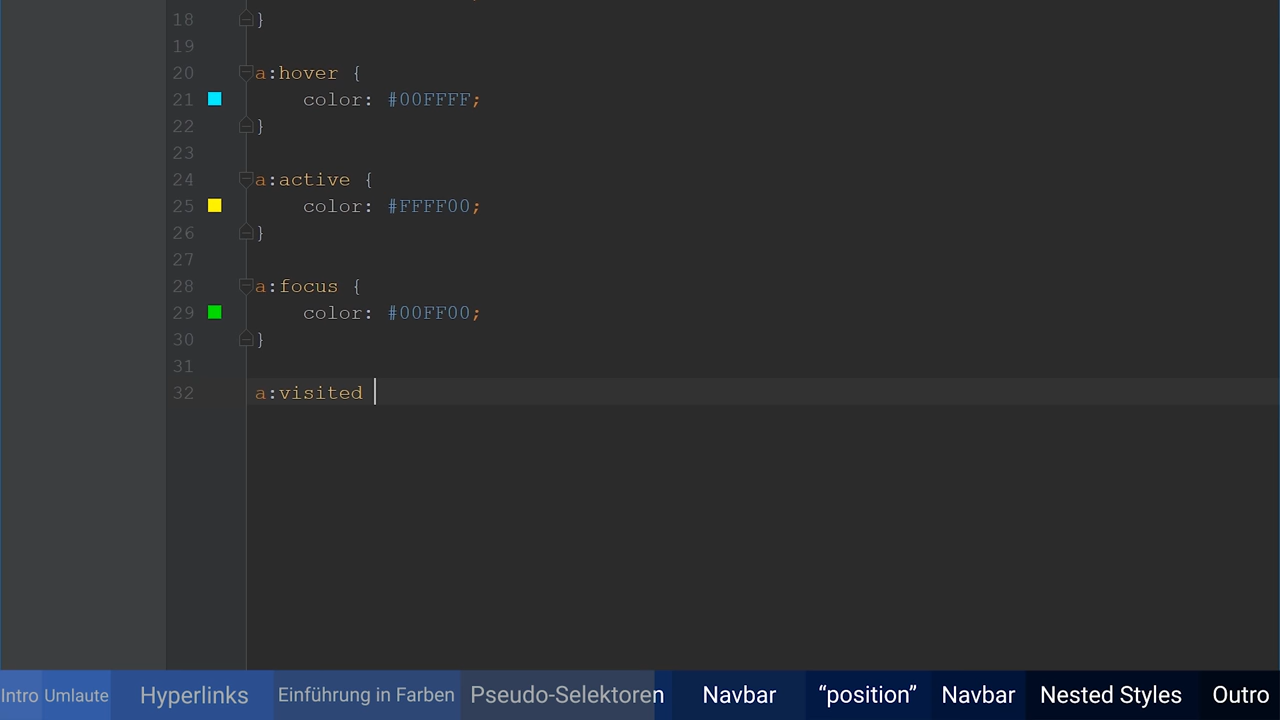 18 }
19
20 a:hover {
21 color: #00FFFF;
22 }
23
24 a:active {
25 color: #FFFF00;
26 }
27
28 a:focus {
29 color: #00FF00;
30 }
31
32 a:visited
Intro Umlaute Hyperlinks Einführung in Farben Pseudo-Selektoren Navbar “position” Navbar Nested Styles Outro